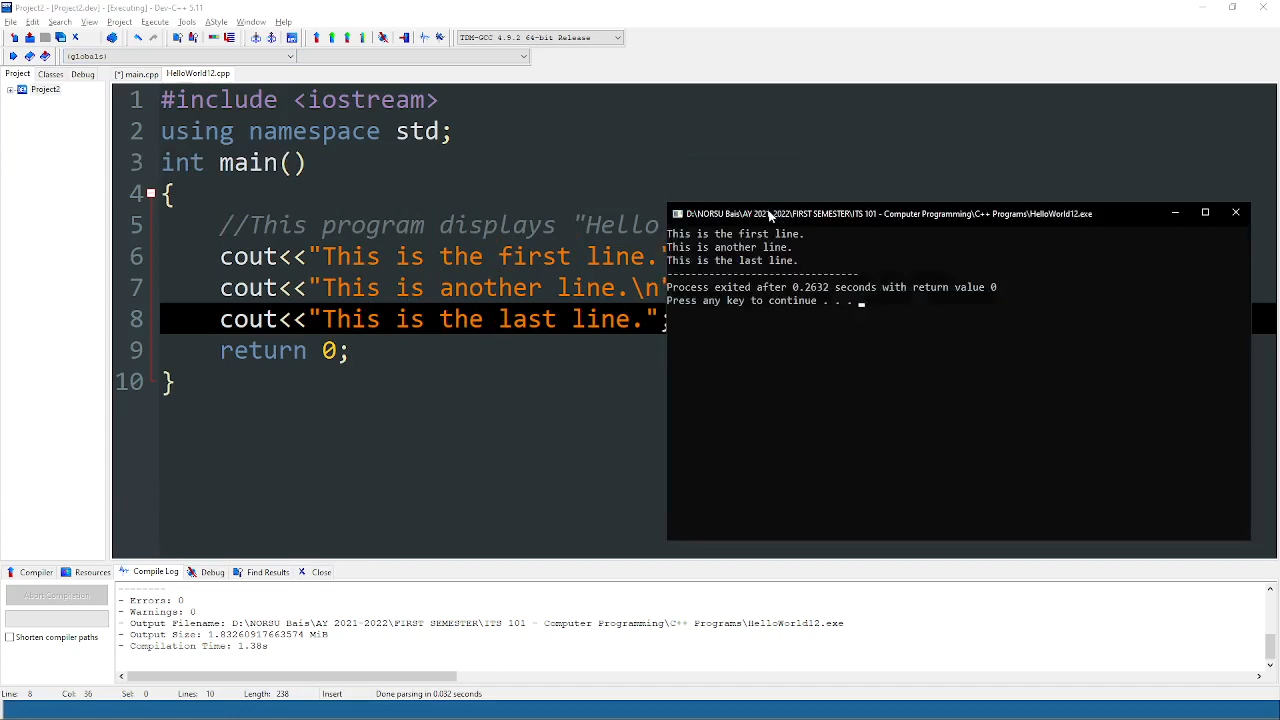 Project2 - [Project2.dev] - [Executing] - Dev-C++ 5.11
File Edit Search View Project Execute Tools AStyle Window Help
TDM-GCC 4.9.2 64-bit Release
(globals)
Project Classes Debug [*] main.cpp HelloWorld12.cpp
Project2
1 #include <iostream>
2 using namespace std;
3 int main()
4 {
5 //This program displays "Hello
6 cout<<"This is the first line.
7 cout<<"This is another line.\n"
8 cout<<"This is the last line.";
9 return 0;
10 }
D:\NORSU Bais\AY 2021-2022\FIRST SEMESTER\ITS 101 - Computer Programming\C++ Programs\HelloWorld12.exe
This is the first line.
This is another line.
This is the last line.
--------------------------------
Process exited after 0.2632 seconds with return value 0
Press any key to continue . . .
Compiler Resources Compile Log Debug Find Results Close
Abort Compilation
Shorten compiler paths
--------
- Errors: 0
- Warnings: 0
- Output Filename: D:\NORSU Bais\AY 2021-2022\FIRST SEMESTER\ITS 101 - Computer Programming\C++ Programs\HelloWorld12.exe
- Output Size: 1.83260917663574 MiB
- Compilation Time: 1.38s
Line: 8 Col: 36 Sel: 0 Lines: 10 Length: 238 Insert Done parsing in 0.032 seconds